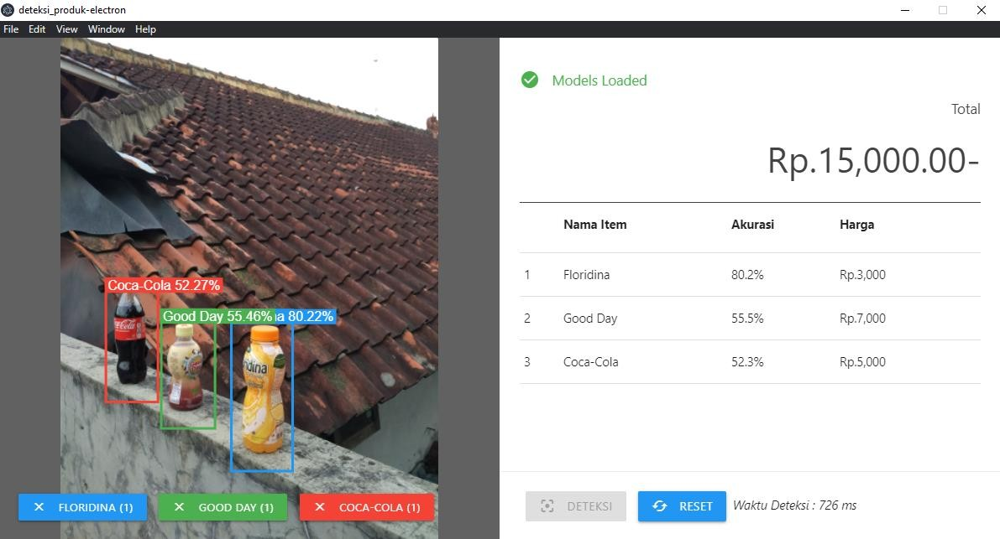 deteksi_produk-electron
File Edit View Window Help
Models Loaded
Total
Rp.15,000.00-
Nama Item Akurasi Harga
1 Floridina 80.2% Rp.3,000
2 Good Day 55.5% Rp.7,000
3 Coca-Cola 52.3% Rp.5,000
Coca-Cola 52.27%
Good Day 55.46% na 80.22%
FLORIDINA (1) GOOD DAY (1) COCA-COLA (1)
DETEKSI RESET Waktu Deteksi : 726 ms